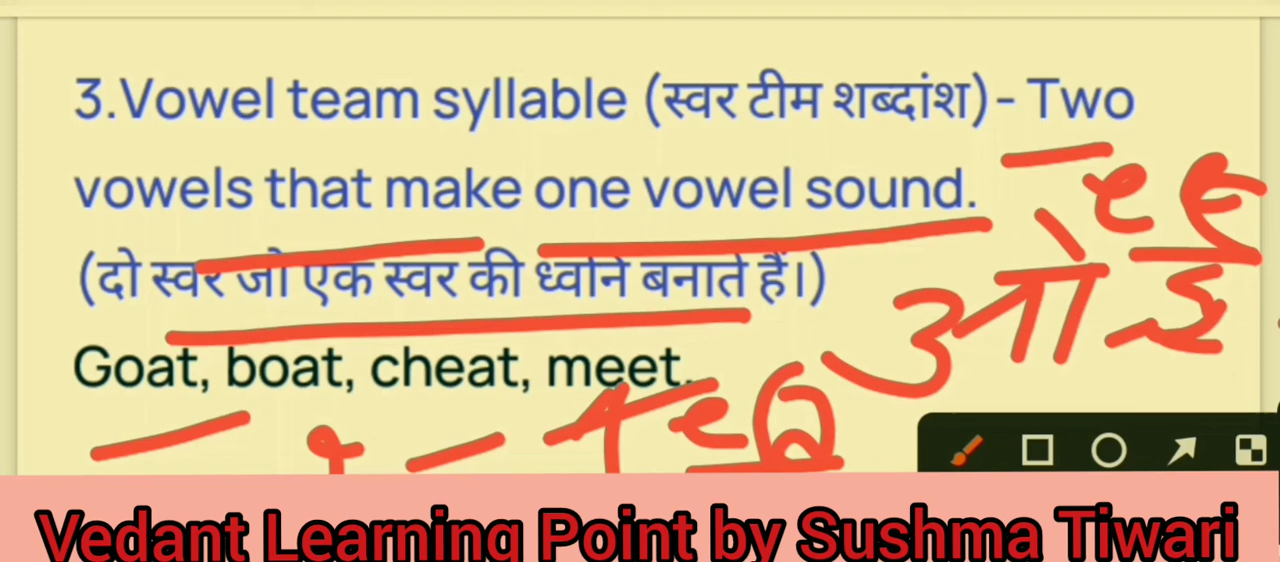 3.Vowel team syllable (स्वर टीम शब्दांश)- Two
vowels that make one vowel sound.
(दो स्वर जो एक स्वर की ध्वनि बनाते हैं।)
Goat, boat, cheat, meet.
ओ
Vedant Learning Point by Sushma Tiwari